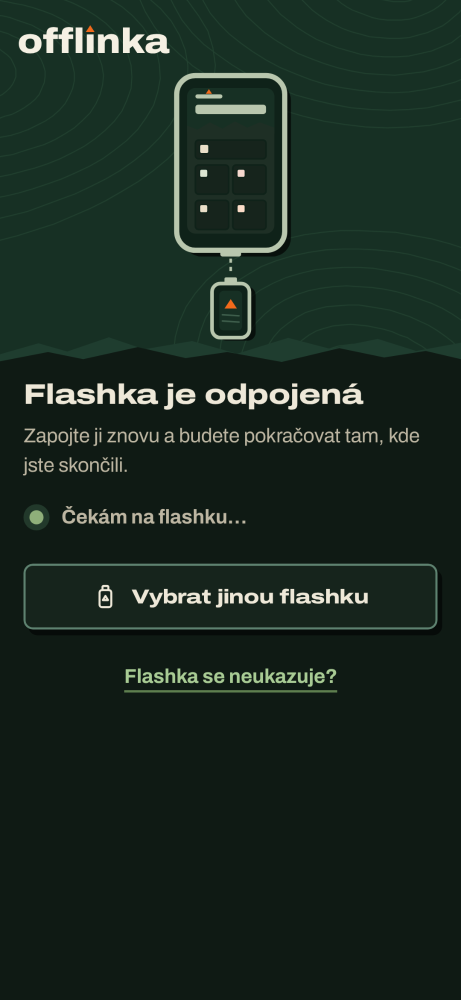 offlinka
Flashka je odpojená
Zapojte ji znovu a budete pokračovat tam, kde
jste skončili.
Čekám na flashku…
Vybrat jinou flashku
Flashka se neukazuje?